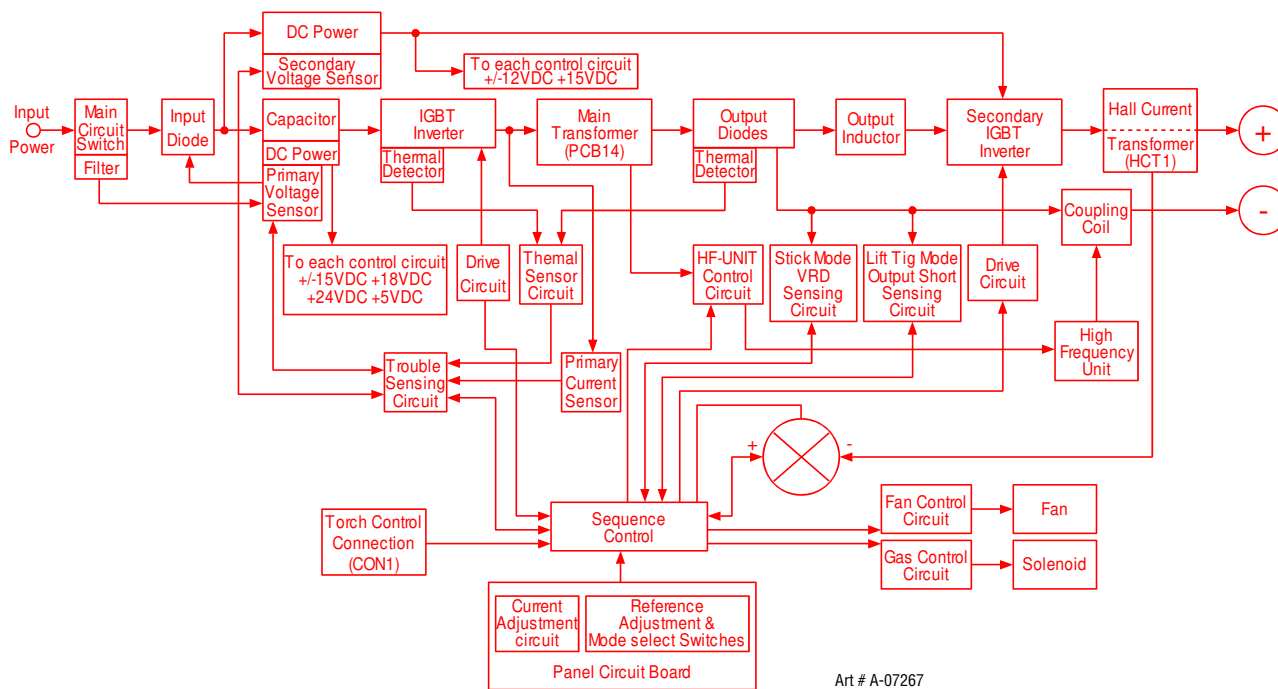 DC Power
Secondary
Voltage Sensor
To each control circuit
+/-12VDC +15VDC
Input
Power
Main
Circuit
Switch
Filter
Input
Diode
Capacitor
DC Power
Primary
Voltage
Sensor
IGBT
Inverter
Thermal
Detector
Main
Transformer
(PCB14)
Output
Diodes
Thermal
Detector
Output
Inductor
Secondary
IGBT
Inverter
Hall Current
Transformer
(HCT1)
+
-
Coupling
Coil
To each control circuit
+/-15VDC +18VDC
+24VDC +5VDC
Drive
Circuit
Themal
Sensor
Circuit
HF-UNIT
Control
Circuit
Stick Mode
VRD
Sensing
Circuit
Lift Tig Mode
Output Short
Sensing
Circuit
Drive
Circuit
High
Frequency
Unit
Trouble
Sensing
Circuit
Primary
Current
Sensor
+
-
Torch Control
Connection
(CON1)
Sequence
Control
Fan Control
Circuit
Fan
Gas Control
Circuit
Solenoid
Current
Adjustment
circuit
Reference
Adjustment &
Mode select Switches
Panel Circuit Board
Art # A-07267